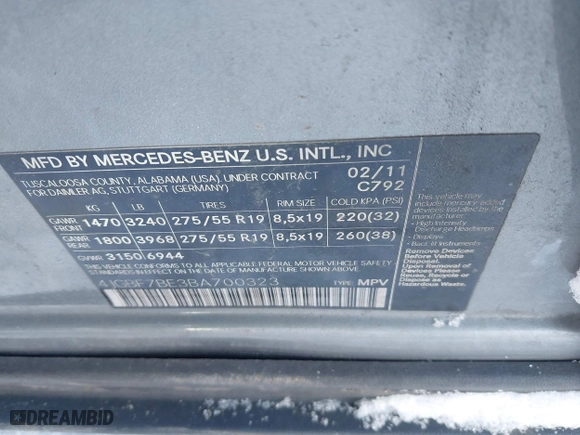 MFD BY MERCEDES-BENZ U.S. INTL., INC
TUSCALOOSA COUNTY, ALABAMA (USA). UNDER CONTRACT
FOR DAIMLER AG, STUTTGART (GERMANY)
02/11
C792
KG LB TIRES RIM SIZE COLD KPA (PSI)
GAWR FRONT 1470 3240 275/55 R19 8,5x19 220(32)
GAWR REAR 1800 3968 275/55 R19 8,5x19 260(38)
GVWR 3150 6944
THIS VEHICLE CONFORMS TO ALL APPLICABLE FEDERAL MOTOR VEHICLE
SAFETY STANDARDS IN EFFECT ON THE DATE OF MANUFACTURE SHOWN ABOVE
4JGBF7BE3BA700323
TYPE: MPV
This vehicle may
include mercury-added
devices installed by
the manufacturer:
- High Intensity
Discharge Headlamps
- Displays
- Back of Instruments
Remove Devices
Before Vehicle
Disposal.
Upon Removal of
Devices Please
Reuse, Recycle or
Dispose as Hazardous
Waste.
DREAMBID